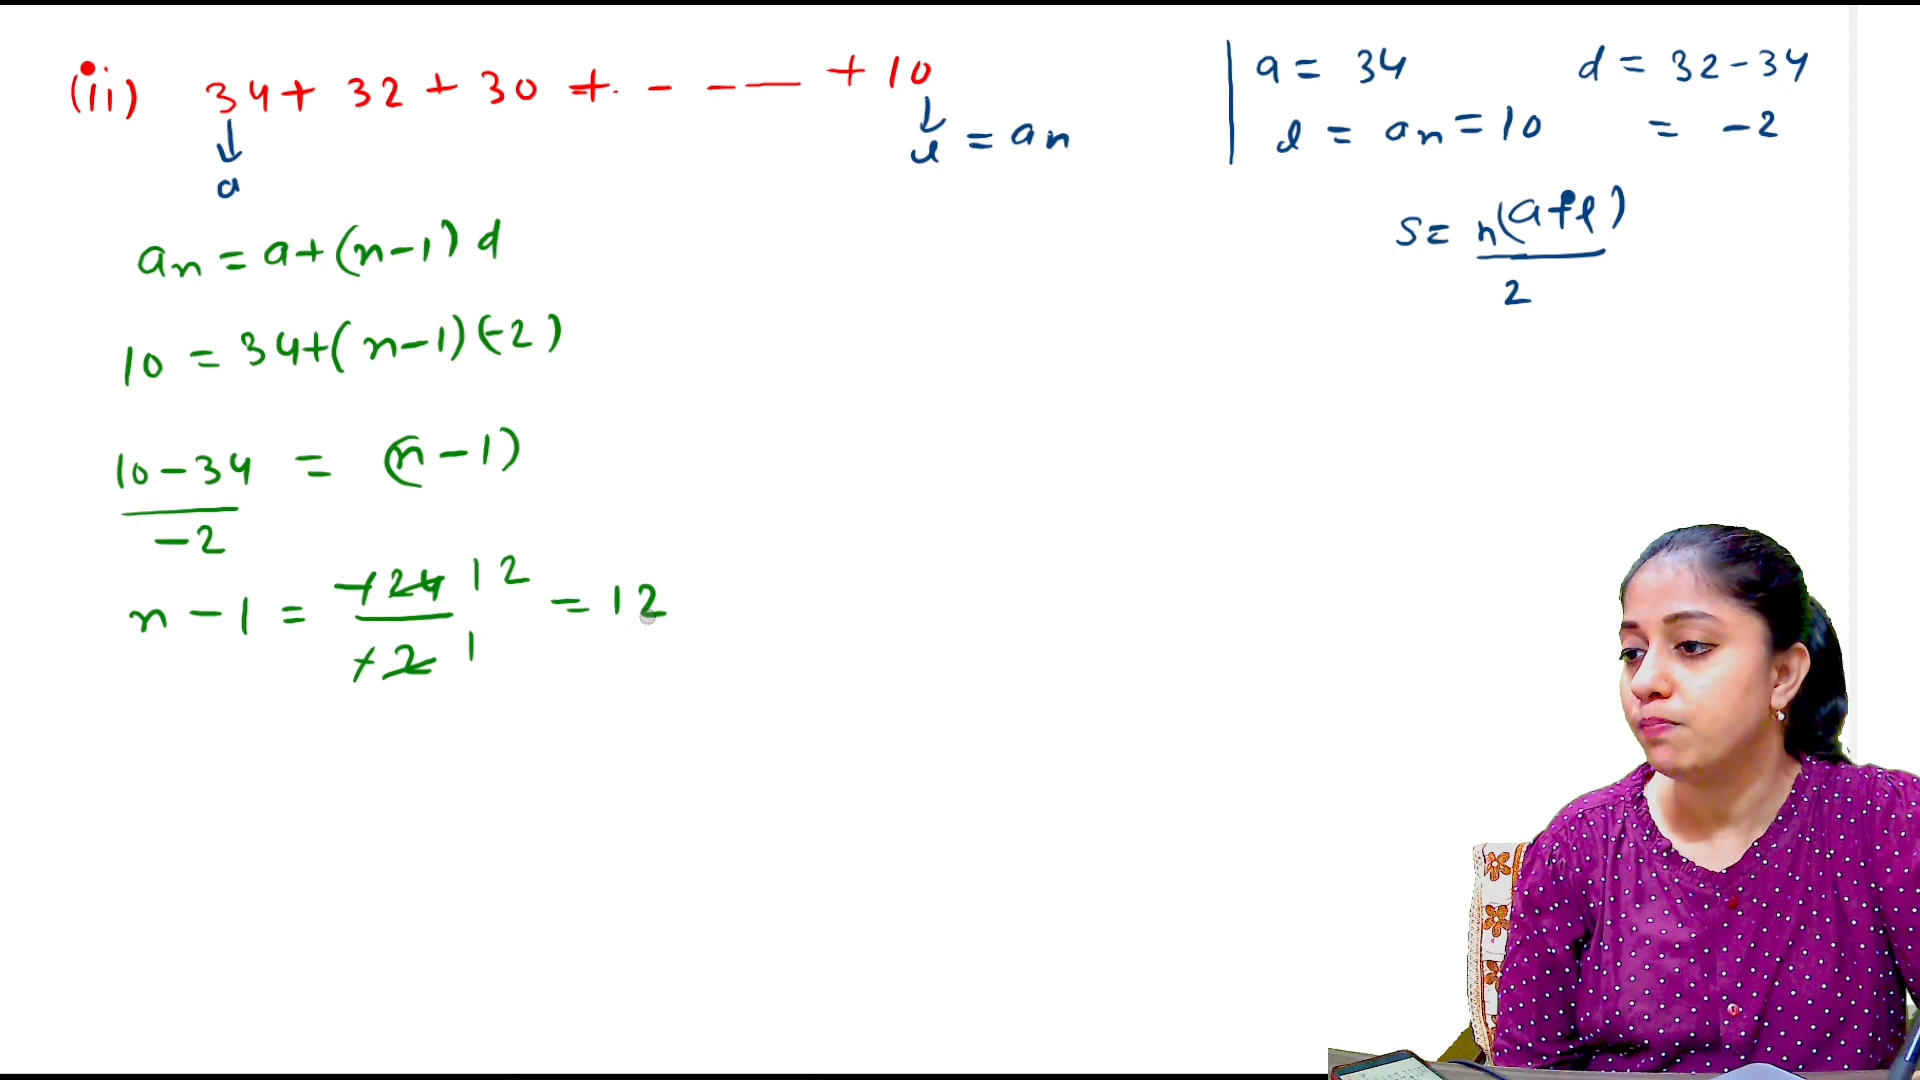 (ii) 34 + 32 + 30 + - - — + 10
↓ a
↓ l = an
an = a + (n-1) d
10 = 34 + (n-1) (-2)
10-34 / -2 = (n-1)
n-1 = -24 / -2 12 / 1 = 12
a = 34 d = 32-34
l = an = 10 = -2
S = n(a+l) / 2